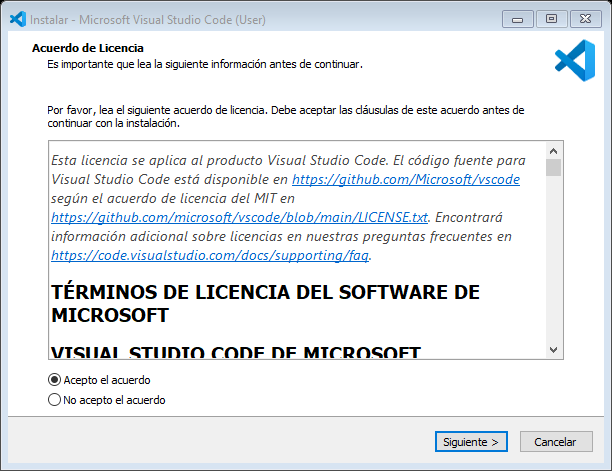 Instalar - Microsoft Visual Studio Code (User)
Acuerdo de Licencia
Es importante que lea la siguiente información antes de continuar.
Por favor, lea el siguiente acuerdo de licencia. Debe aceptar las cláusulas de este acuerdo antes de
continuar con la instalación.
Esta licencia se aplica al producto Visual Studio Code. El código fuente para
Visual Studio Code está disponible en https://github.com/Microsoft/vscode
según el acuerdo de licencia del MIT en
https://github.com/microsoft/vscode/blob/main/LICENSE.txt. Encontrará
información adicional sobre licencias en nuestras preguntas frecuentes en
https://code.visualstudio.com/docs/supporting/faq.
TÉRMINOS DE LICENCIA DEL SOFTWARE DE
MICROSOFT
VISUAL STUDIO CODE DE MICROSOFT
Acepto el acuerdo
No acepto el acuerdo
Siguiente >
Cancelar